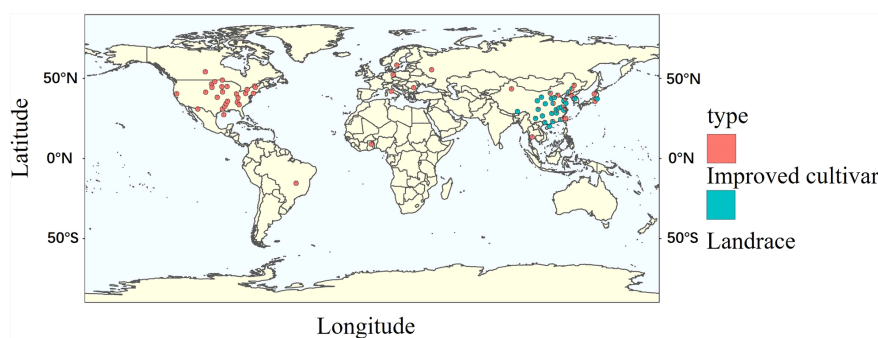 50°N
50°N
type
Latitude
Improved cultivar
0°N
0°N
50°S
50°S
Landrace
Longitude